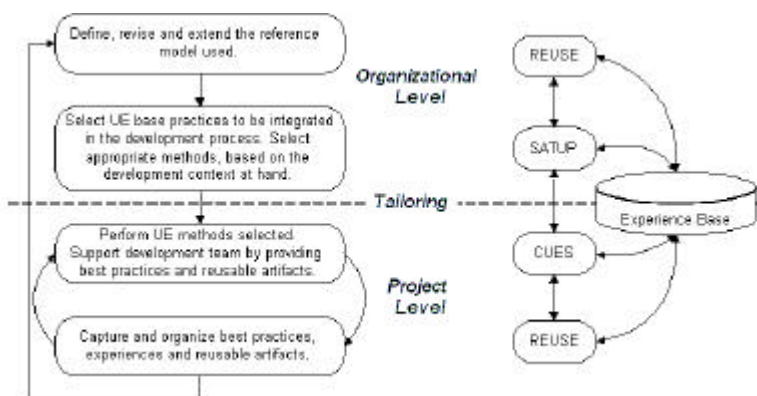 Define, revise and extend the reference
model used.
Organizational
Level
REUSE
Select UE base practices to be integrated
in the development process. Select
appropriate methods, based on the
development context at hand.
SATUP
Tailoring
Experience Base
Perform UE methods selected.
Support development team by providing
best practices and reusable artifacts.
CUES
Project
Level
Capture and organize best practices,
experiences and reusable artifacts.
REUSE